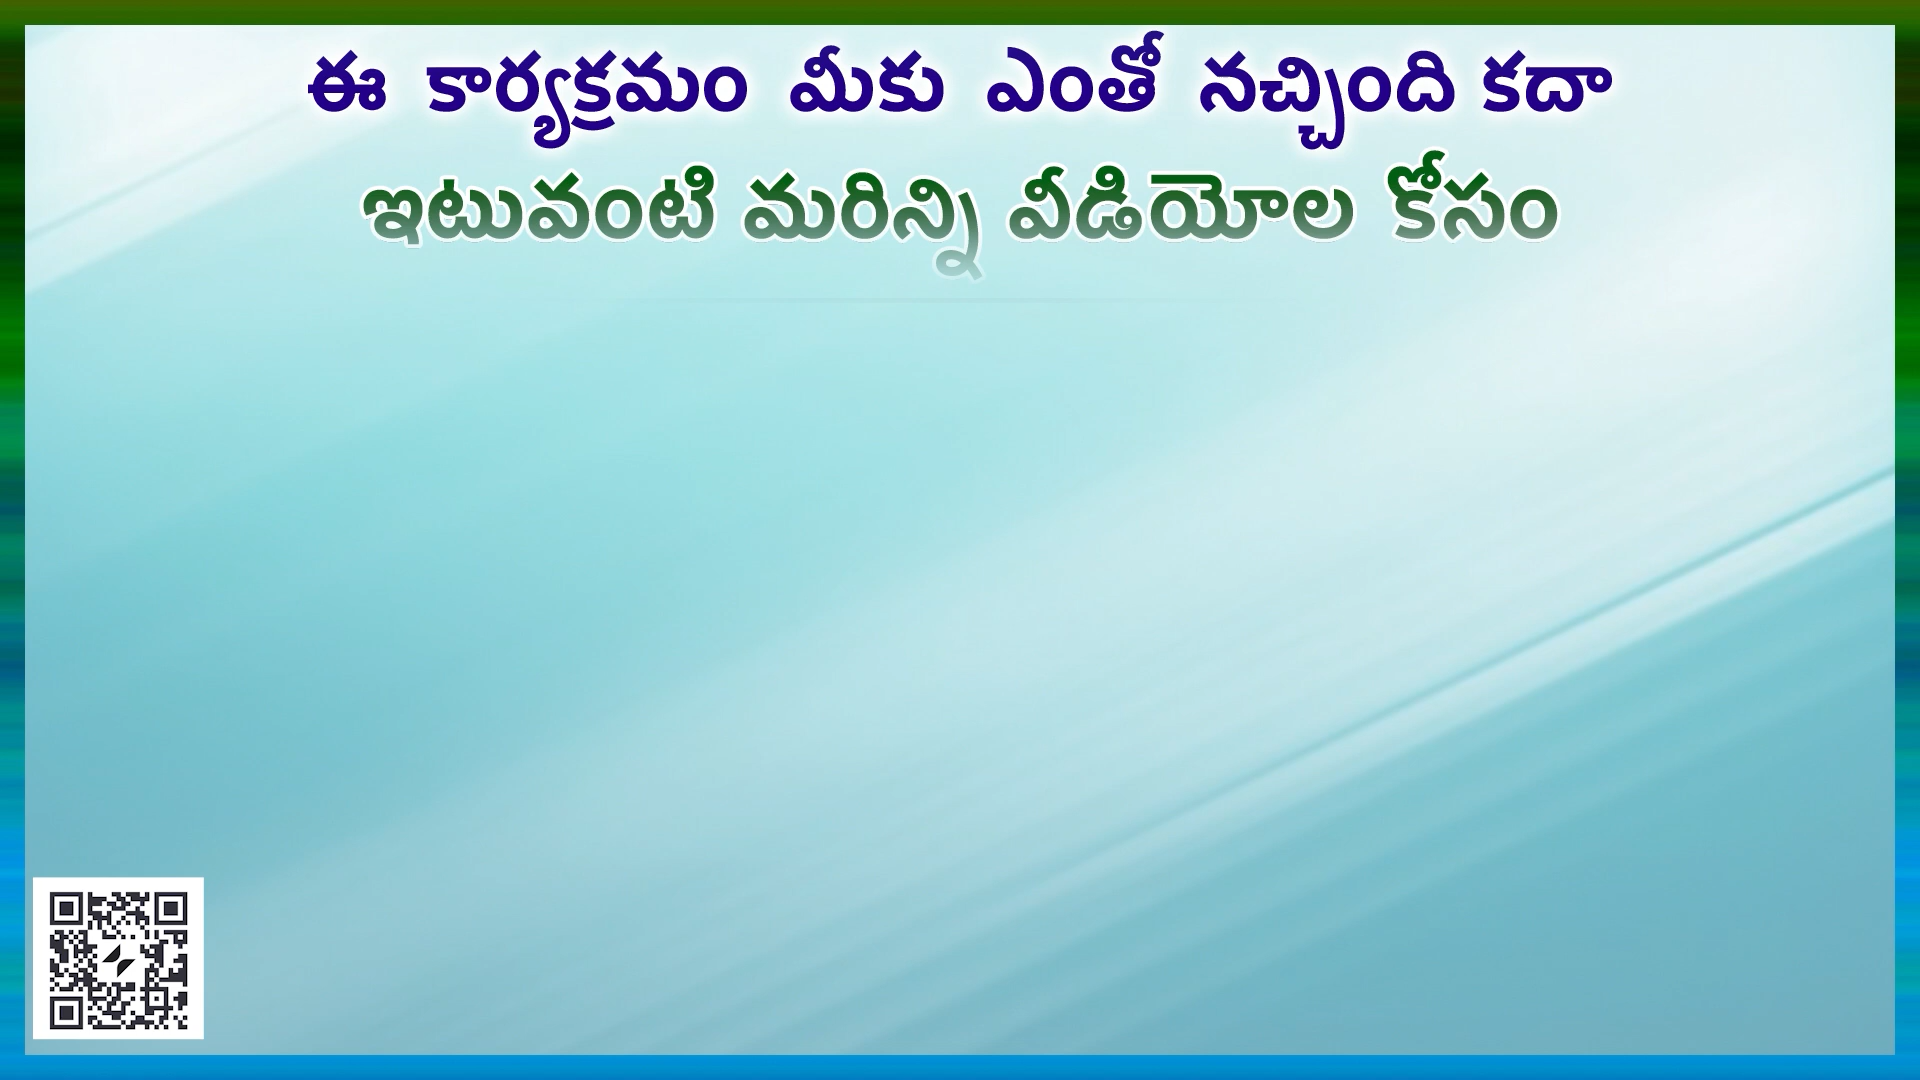 ఈ కార్యక్రమం మీకు ఎంతో నచ్చింది కదా
ఇటువంటి మరిన్ని వీడియోల కోసం